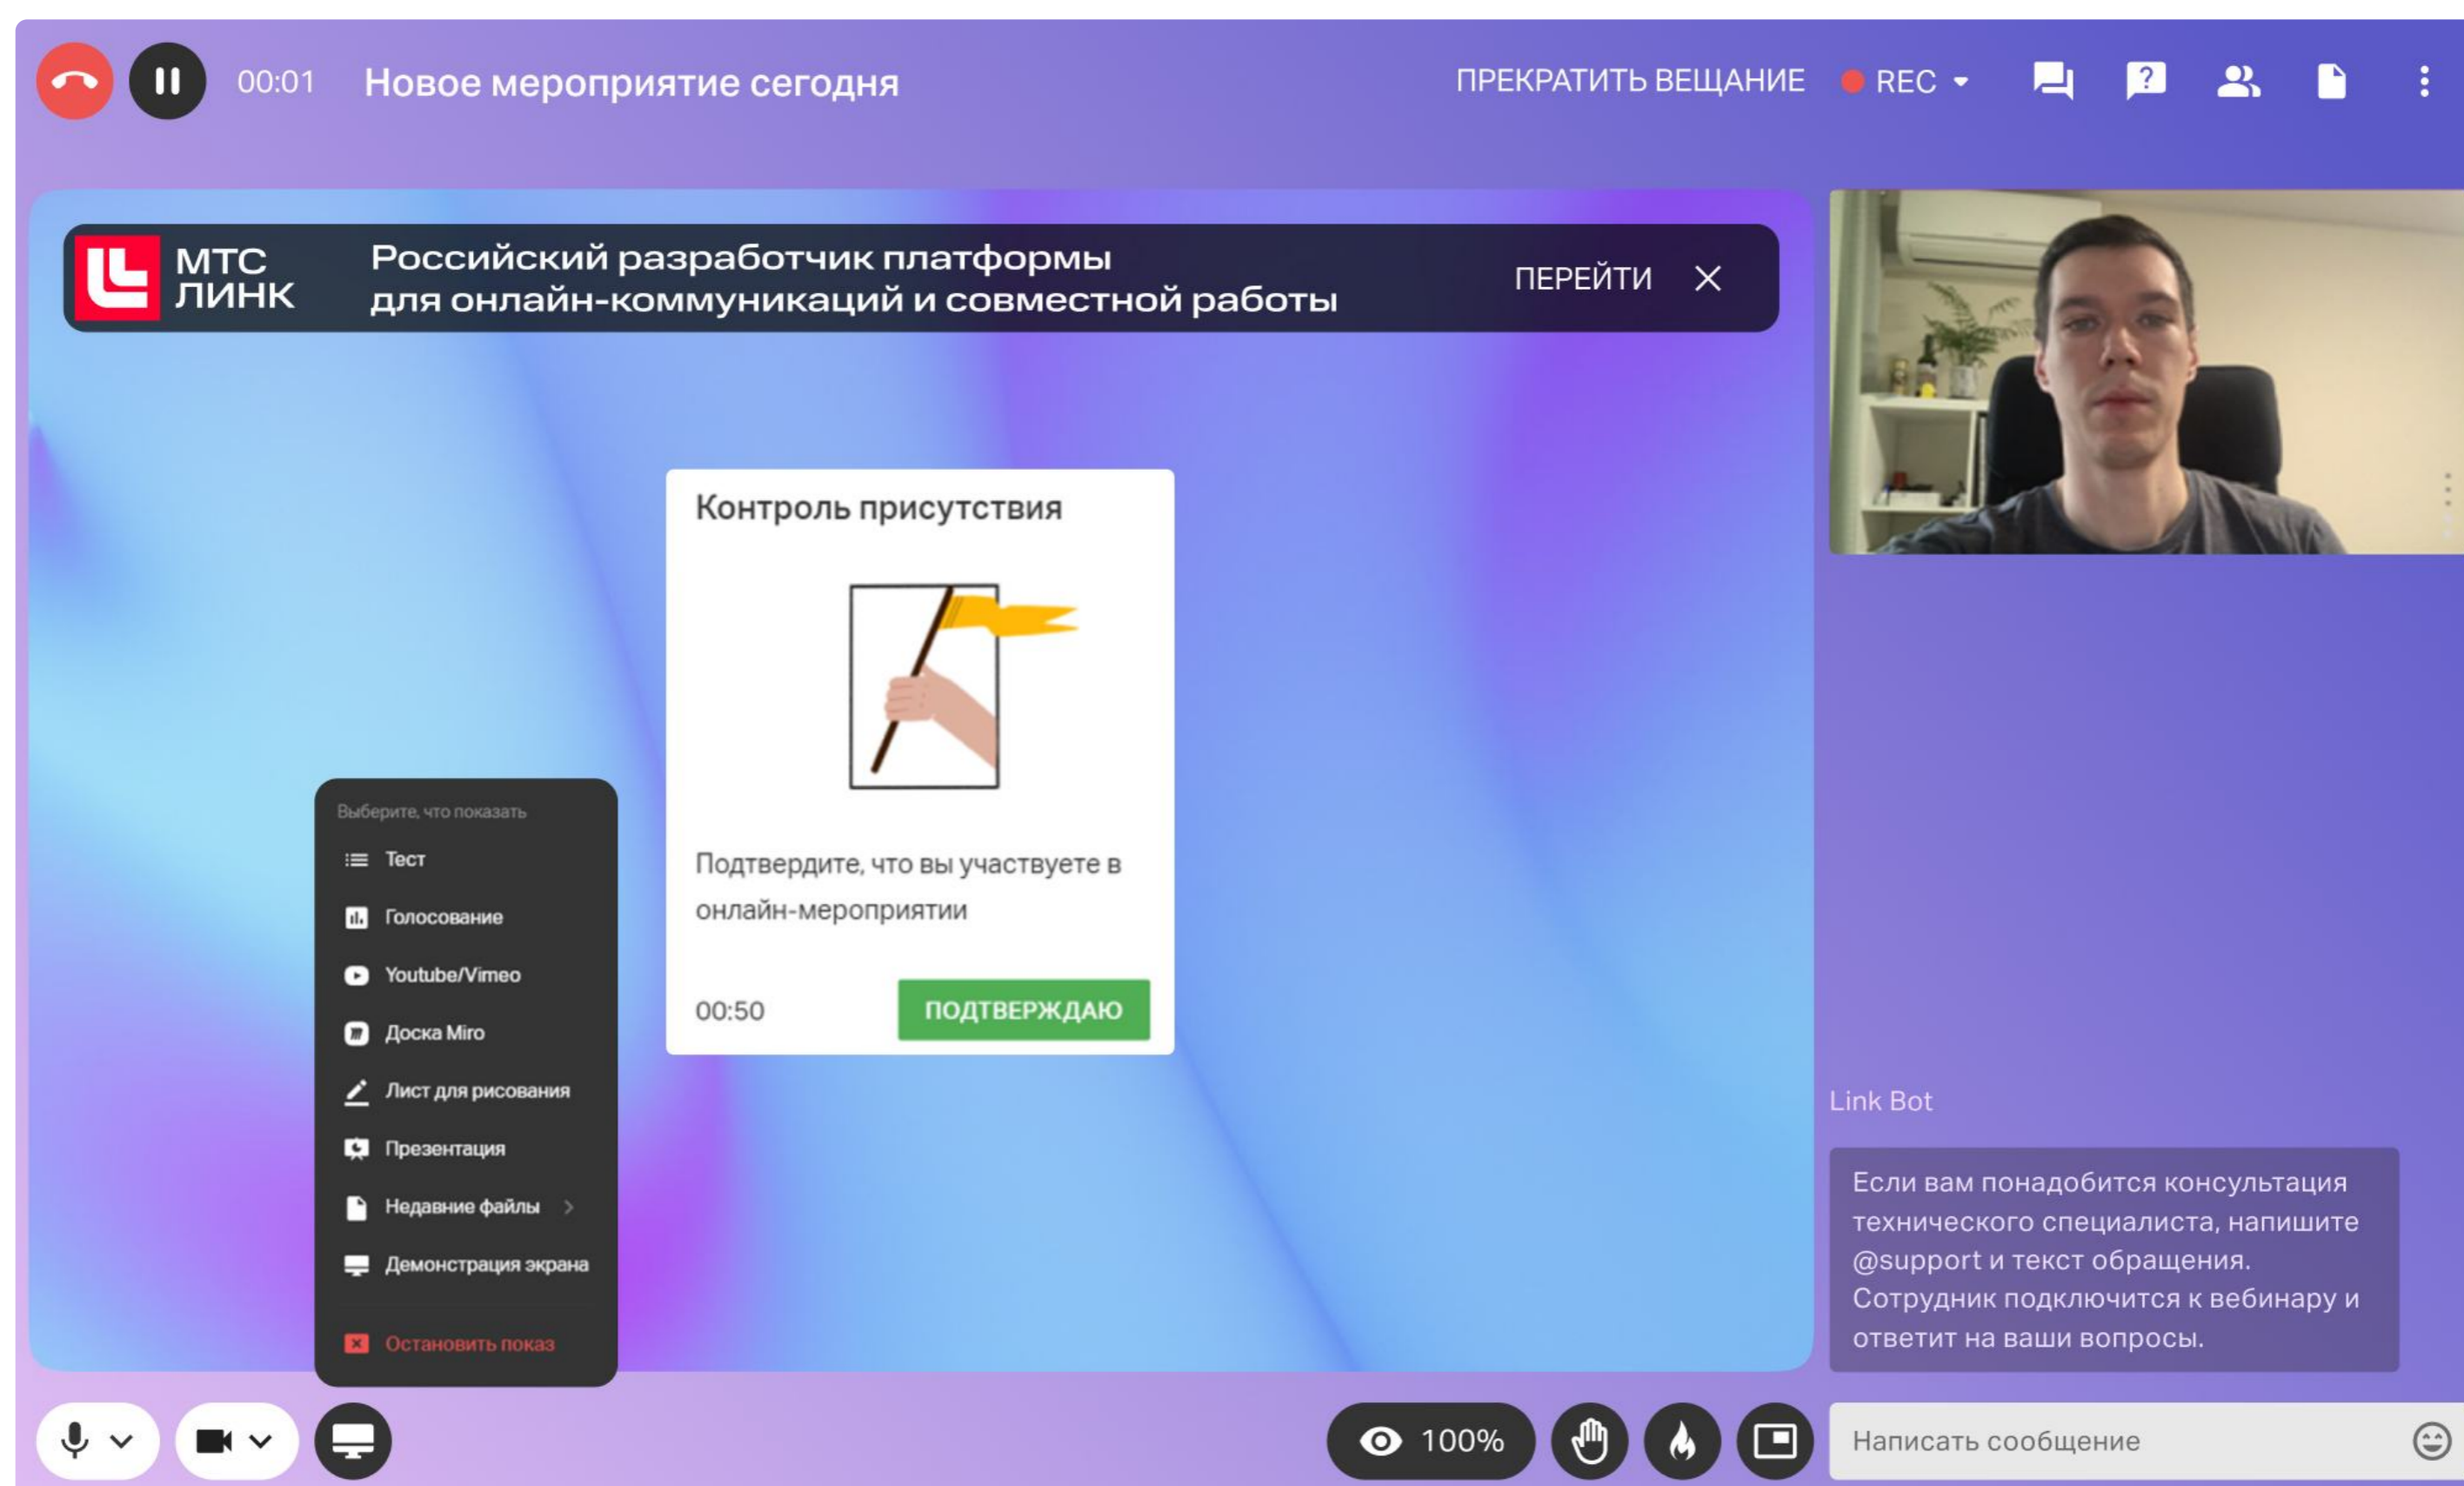 00:01
Новое мероприятие сегодня
ПРЕКРАТИТЬ ВЕЩАНИЕ
REC
МТС
ЛИНК
Российский разработчик платформы
для онлайн-коммуникаций и совместной работы
ПЕРЕЙТИ
Контроль присутствия
Подтвердите, что вы участвуете в
онлайн-мероприятии
00:50
ПОДТВЕРЖДАЮ
Выберите, что показать
Тест
Голосование
Youtube/Vimeo
Доска Miro
Лист для рисования
Презентация
Недавние файлы
Демонстрация экрана
Остановить показ
Link Bot
Если вам понадобится консультация
технического специалиста, напишите
@support и текст обращения.
Сотрудник подключится к вебинару и
ответит на ваши вопросы.
100%
Написать сообщение